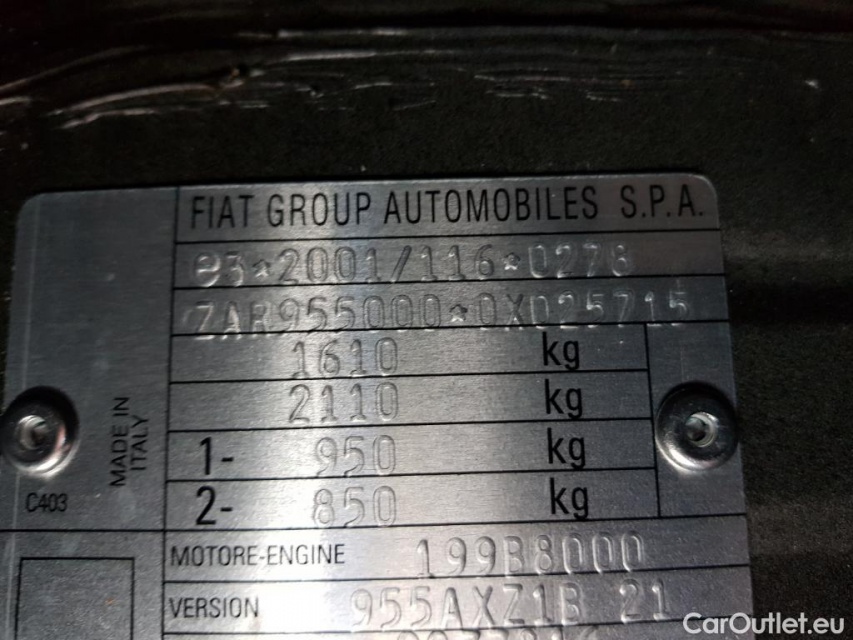 FIAT GROUP AUTOMOBILES S.P.A.
e3*2001/116*0278
ZAR955000*0X025715
1610 kg
2110 kg
1- 950 kg
2- 850 kg
MADE IN
ITALY
C403
MOTORE-ENGINE 199B8000
VERSION 955AXZ1B 21
CarOutlet.eu